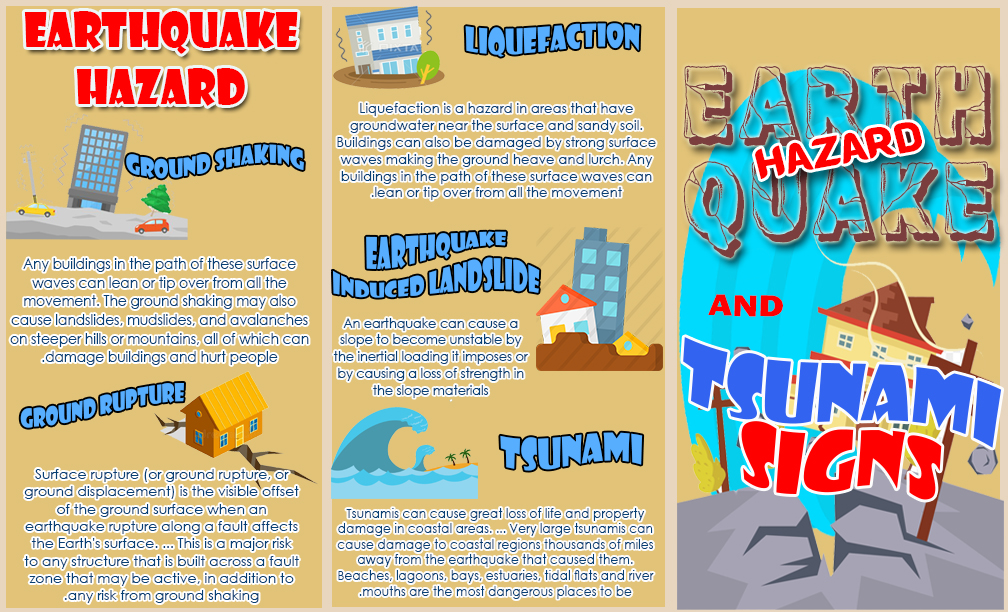 EARTHQUAKE
HAZARD
GROUND SHAKING
Any buildings in the path of these surface
waves can lean or tip over from all the
movement. The ground shaking may also
cause landslides, mudslides, and avalanches
on steeper hills or mountains, all of which can
.damage buildings and hurt people
GROUND RUPTURE
Surface rupture (or ground rupture, or
ground displacement) is the visible offset
of the ground surface when an
earthquake rupture along a fault affects
the Earth's surface. ... This is a major risk
to any structure that is built across a fault
zone that may be active, in addition to
.any risk from ground shaking
LIQUEFACTION
Liquefaction is a hazard in areas that have
groundwater near the surface and sandy soil.
Buildings can also be damaged by strong surface
waves making the ground heave and lurch. Any
buildings in the path of these surface waves can
.lean or tip over from all the movement
EARTHQUAKE
INDUCED LANDSLIDE
An earthquake can cause a
slope to become unstable by
the inertial loading it imposes or
by causing a loss of strength in
the slope materials
TSUNAMI
Tsunamis can cause great loss of life and property
damage in coastal areas. ... Very large tsunamis can
cause damage to coastal regions thousands of miles
away from the earthquake that caused them.
Beaches, lagoons, bays, estuaries, tidal flats and river
.mouths are the most dangerous places to be
EARTH
HAZARD
QUAKE
AND
TSUNAMI
SIGNS